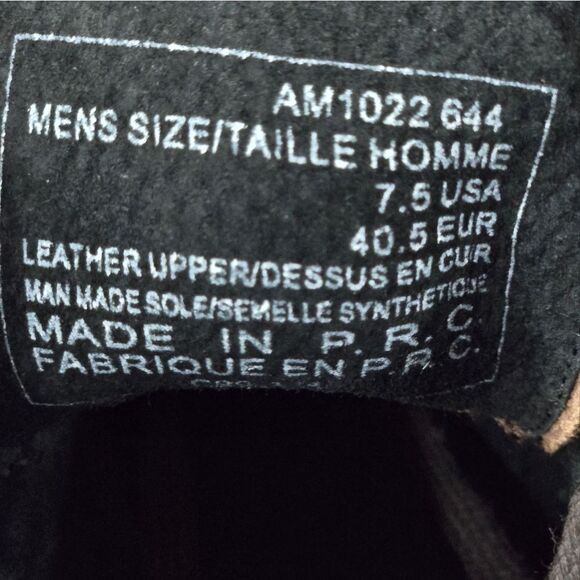 AM1022 644
MENS SIZE/TAILLE HOMME
7.5 USA
40.5 EUR
LEATHER UPPER/DESSUS EN CUIR
MAN MADE SOLE/SEMELLE SYNTHETIQUE
MADE IN P. R. C.
FABRIQUE EN P.R. C.